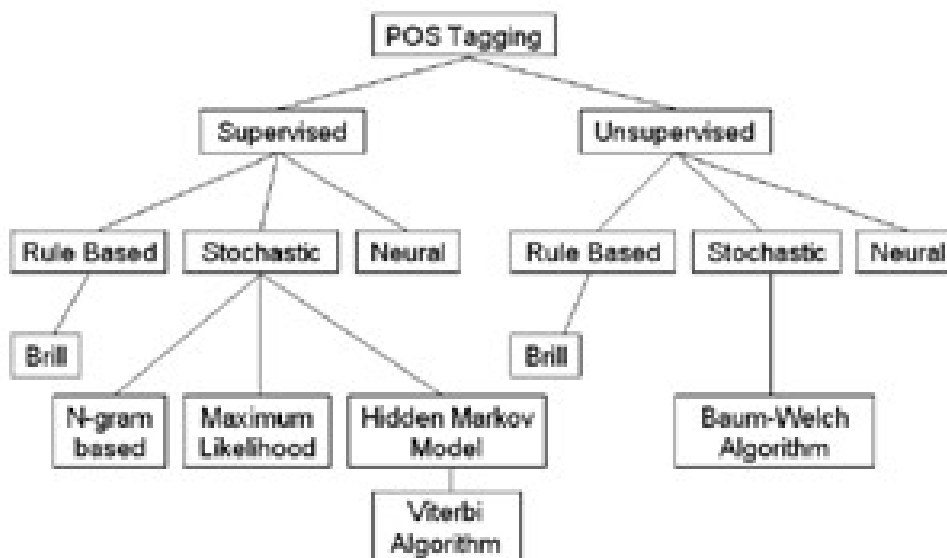 POS Tagging
Supervised
Unsupervised
Rule Based
Stochastic
Neural
Rule Based
Stochastic
Neural
Brill
Brill
N-gram
based
Maximum
Likelihood
Hidden Markov
Model
Baum-Welch
Algorithm
Viterbi
Algorithm